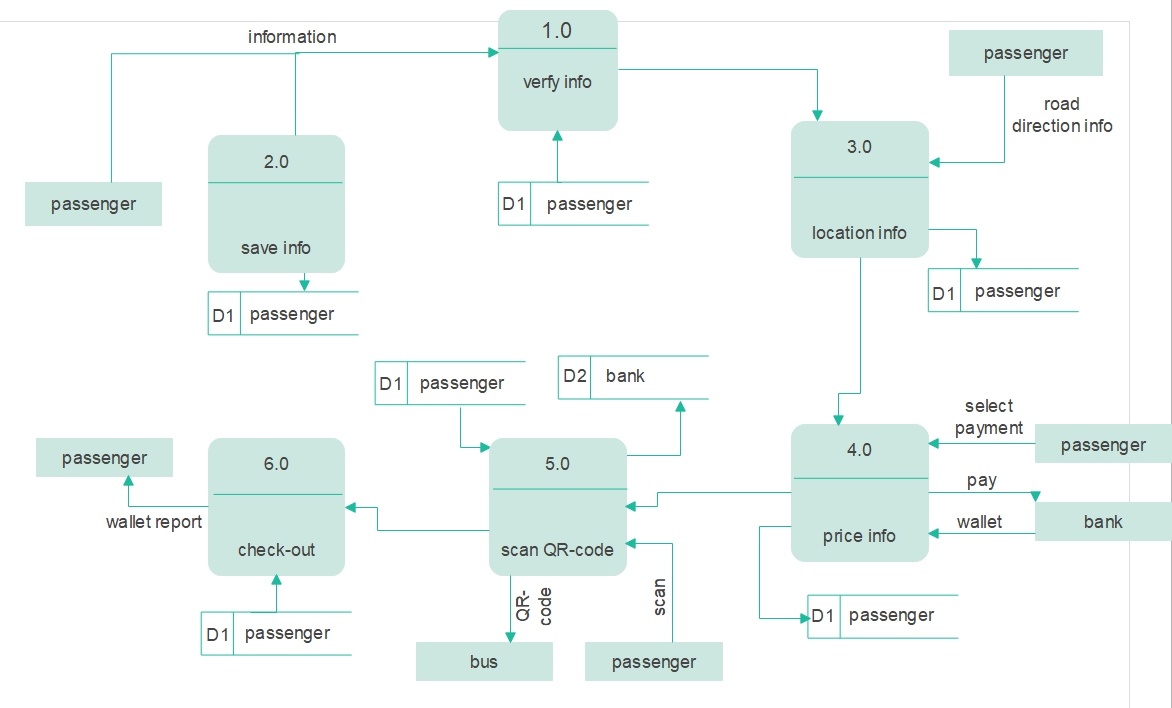 information
1.0
verfy info
passenger
road
direction info
2.0
save info
passenger
D1 passenger
3.0
location info
D1 passenger
D1 passenger
D1 passenger
D2 bank
select
payment
passenger
4.0
price info
pay
wallet
bank
passenger
wallet report
6.0
check-out
5.0
scan QR-code
QR-
code
scan
D1 passenger
D1 passenger
bus
passenger